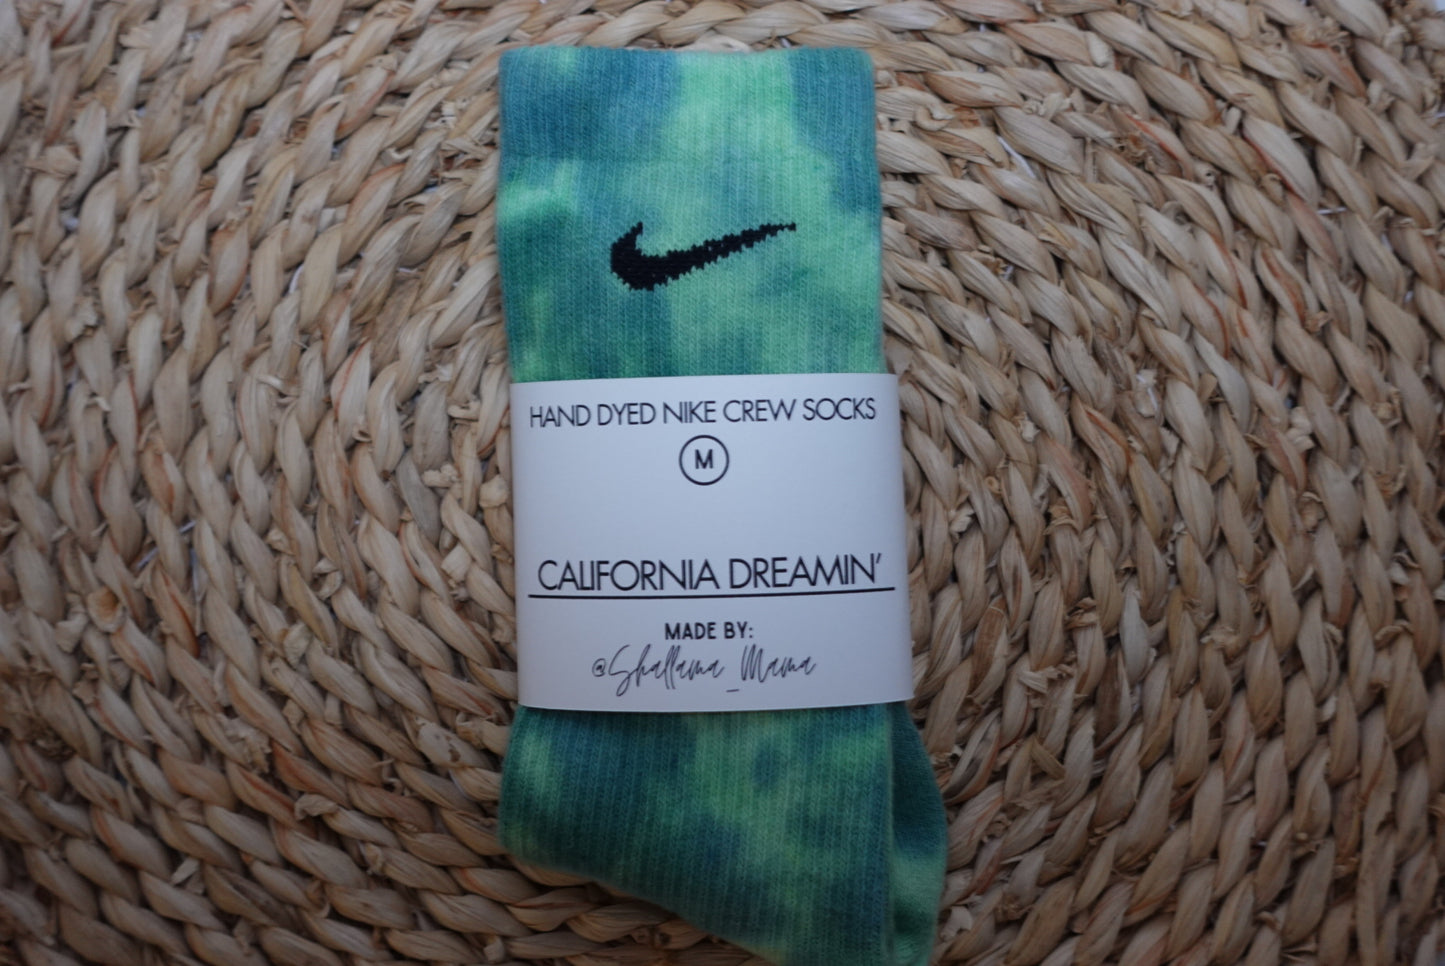 HAND DYED NIKE CREW SOCKS
M
CALIFORNIA DREAMIN'
MADE BY:
@Shallama_Mama